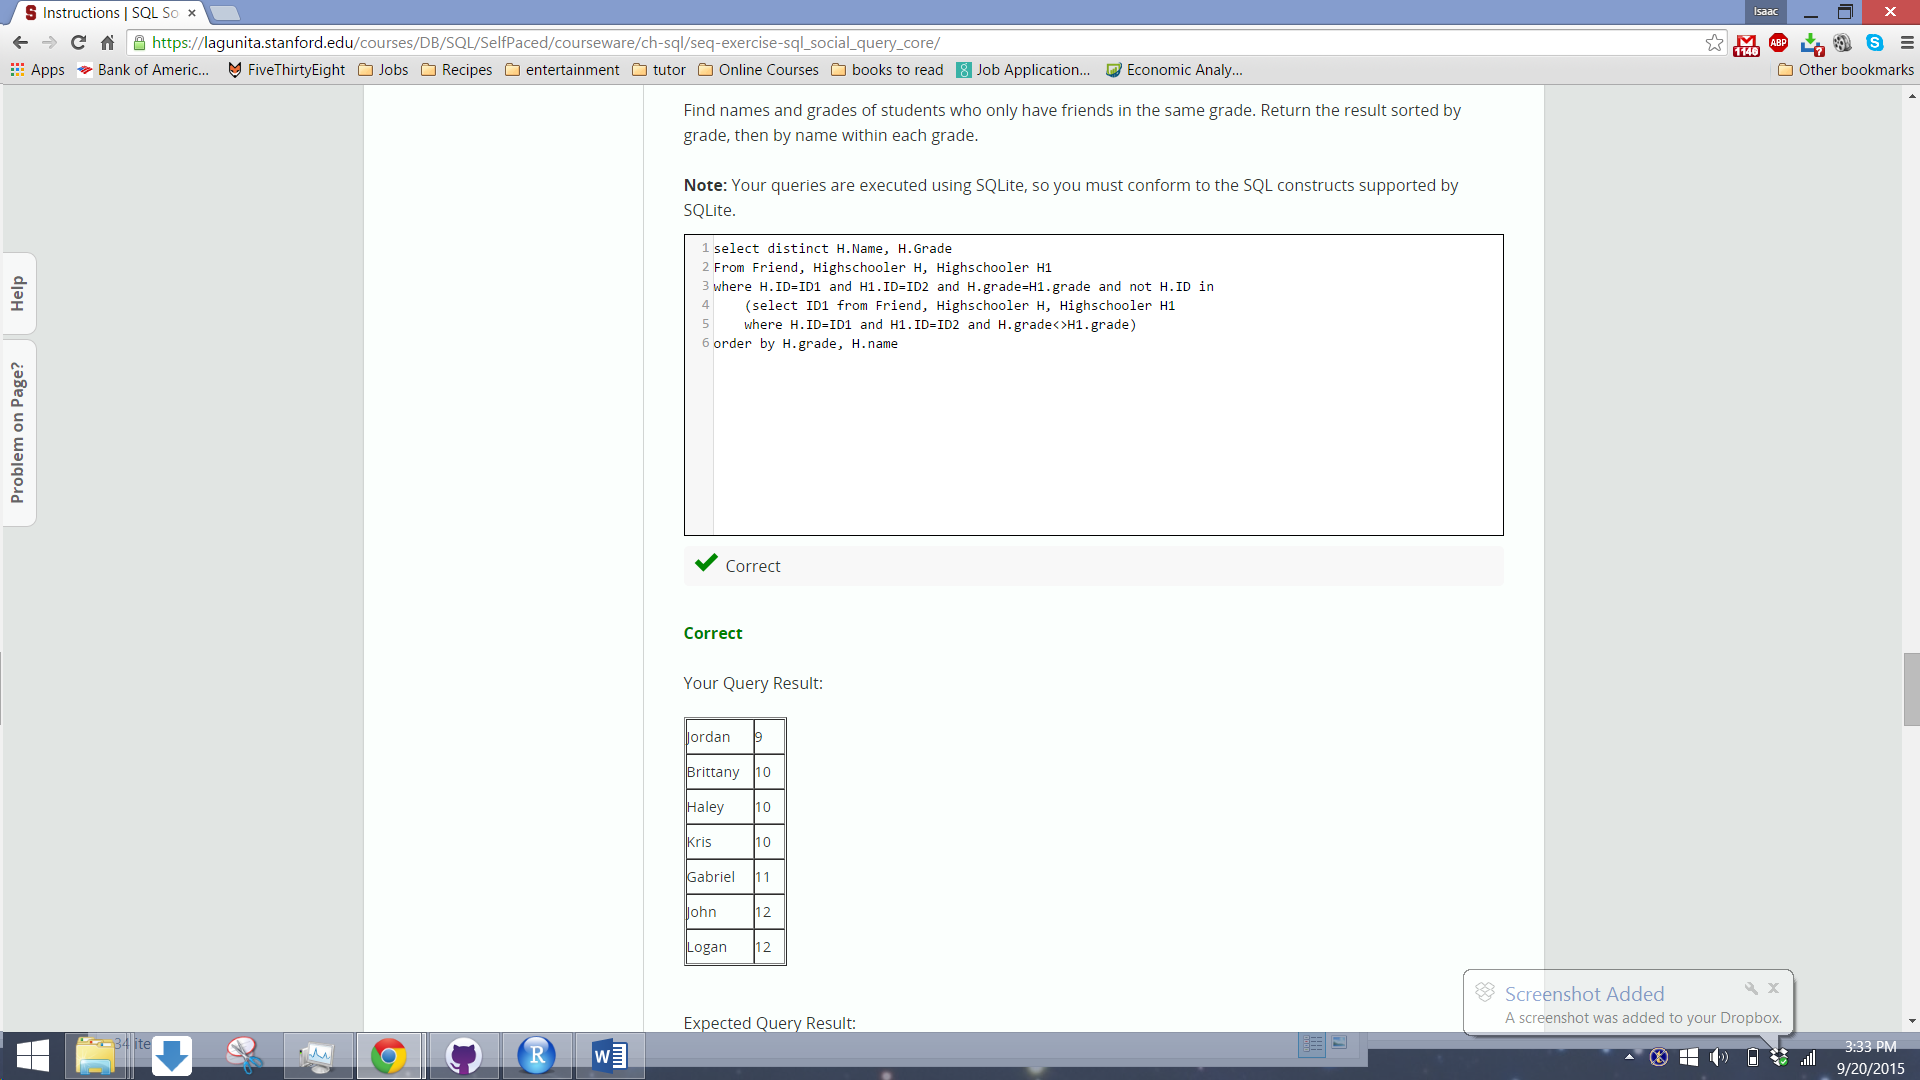 Instructions | SQL So
Isaac
https://lagunita.stanford.edu/courses/DB/SQL/SelfPaced/courseware/ch-sql/seq-exercise-sql_social_query_core/
1146
ABP
?
Apps
Bank of Americ...
FiveThirtyEight
Jobs
Recipes
entertainment
tutor
Online Courses
books to read
Job Application...
Economic Analy...
Other bookmarks
Find names and grades of students who only have friends in the same grade. Return the result sorted by
grade, then by name within each grade.
Note: Your queries are executed using SQLite, so you must conform to the SQL constructs supported by
SQLite.
1 select distinct H.Name, H.Grade
2 From Friend, Highschooler H, Highschooler H1
3 where H.ID=ID1 and H1.ID=ID2 and H.grade=H1.grade and not H.ID in
4 (select ID1 from Friend, Highschooler H, Highschooler H1
5 where H.ID=ID1 and H1.ID=ID2 and H.grade<>H1.grade)
6 order by H.grade, H.name
Help
Problem on Page?
Correct
Correct
Your Query Result:
Jordan 9
Brittany 10
Haley 10
Kris 10
Gabriel 11
John 12
Logan 12
Expected Query Result:
Screenshot Added
A screenshot was added to your Dropbox.
34 ite
R
W
3:33 PM
9/20/2015